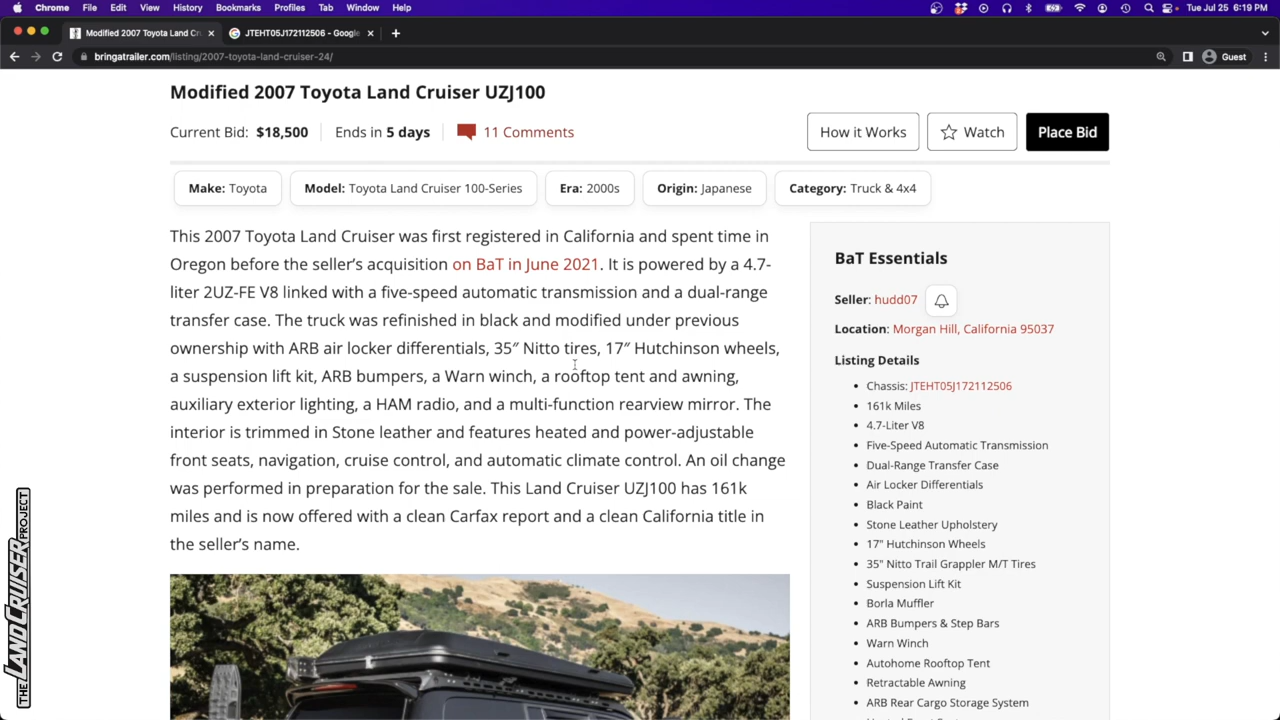 Chrome File Edit View History Bookmarks Profiles Tab Window Help Tue Jul 25 6:19 PM
Modified 2007 Toyota Land Cru JTEHT05J172112506 - Google
bringatrailer.com/listing/2007-toyota-land-cruiser-24/ Guest
Modified 2007 Toyota Land Cruiser UZJ100
Current Bid: $18,500 Ends in 5 days 11 Comments
How it Works Watch Place Bid
Make: Toyota Model: Toyota Land Cruiser 100-Series Era: 2000s Origin: Japanese Category: Truck & 4x4
This 2007 Toyota Land Cruiser was first registered in California and spent time in
Oregon before the seller’s acquisition on BaT in June 2021. It is powered by a 4.7-
liter 2UZ-FE V8 linked with a five-speed automatic transmission and a dual-range
transfer case. The truck was refinished in black and modified under previous
ownership with ARB air locker differentials, 35″ Nitto tires, 17″ Hutchinson wheels,
a suspension lift kit, ARB bumpers, a Warn winch, a rooftop tent and awning,
auxiliary exterior lighting, a HAM radio, and a multi-function rearview mirror. The
interior is trimmed in Stone leather and features heated and power-adjustable
front seats, navigation, cruise control, and automatic climate control. An oil change
was performed in preparation for the sale. This Land Cruiser UZJ100 has 161k
miles and is now offered with a clean Carfax report and a clean California title in
the seller’s name.
BaT Essentials
Seller: hudd07
Location: Morgan Hill, California 95037
Listing Details
Chassis: JTEHT05J172112506
161k Miles
4.7-Liter V8
Five-Speed Automatic Transmission
Dual-Range Transfer Case
Air Locker Differentials
Black Paint
Stone Leather Upholstery
17" Hutchinson Wheels
35" Nitto Trail Grappler M/T Tires
Suspension Lift Kit
Borla Muffler
ARB Bumpers & Step Bars
Warn Winch
Autohome Rooftop Tent
Retractable Awning
ARB Rear Cargo Storage System
THE LAND CRUISER PROJECT